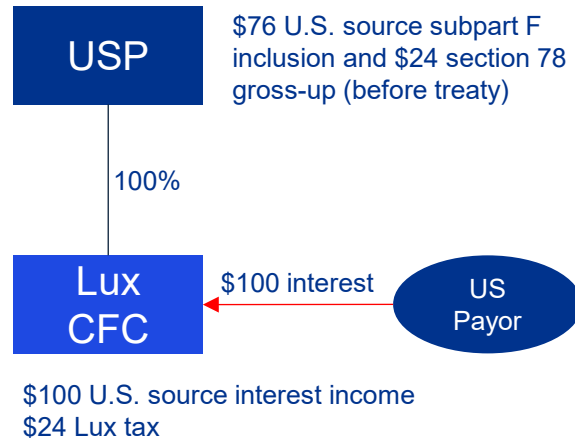 USP
$76 U.S. source subpart F
inclusion and $24 section 78
gross-up (before treaty)
100%
Lux
CFC
$100 interest
US
Payor
$100 U.S. source interest income
$24 Lux tax